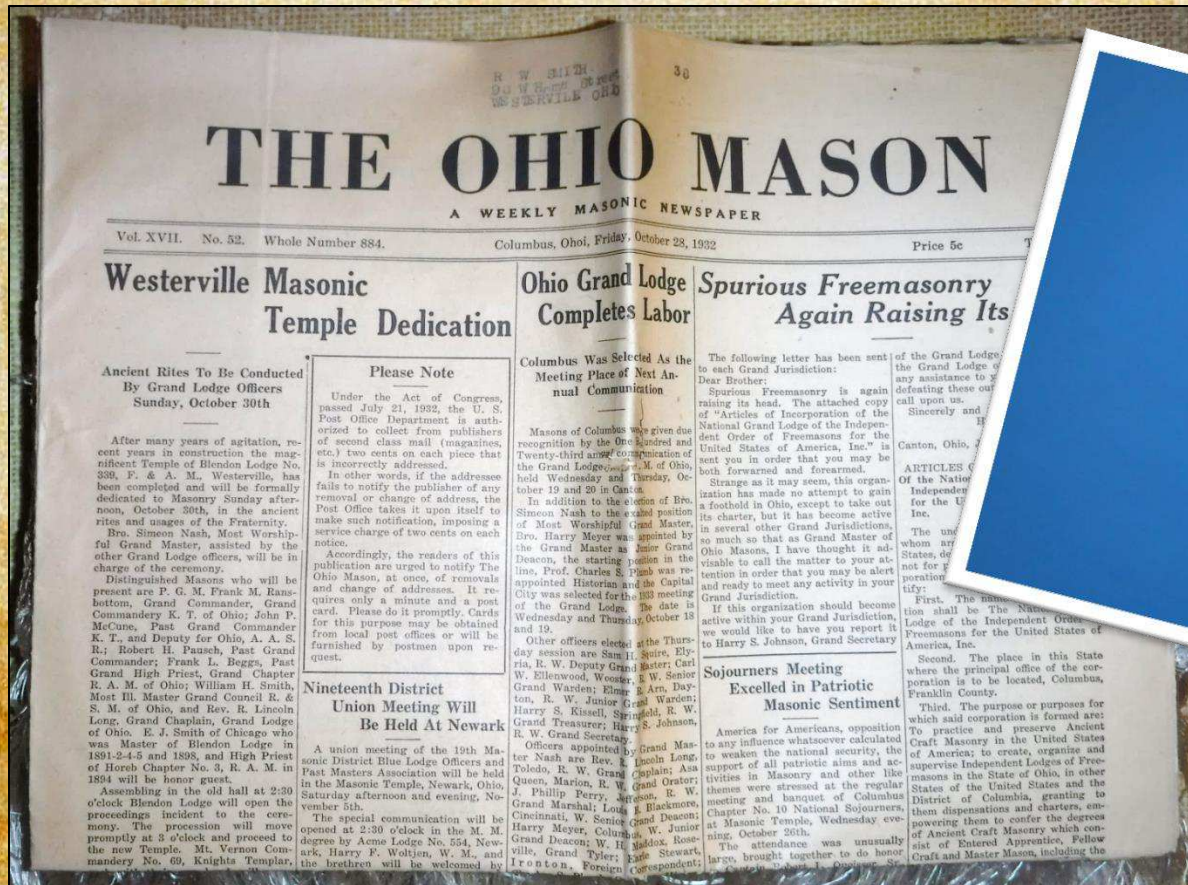 R W SMITH
WESTERVILLE OHIO
38
THE OHIO MASON
A WEEKLY MASONIC NEWSPAPER
Vol. XVII. No. 52. Whole Number 884.
Columbus, Ohoi, Friday, October 28, 1932
Price 5c
Westerville Masonic
Temple Dedication
Ancient Rites To Be Conducted
By Grand Lodge Officers
Sunday, October 30th
After many years of agitation, re-
cent years in construction the mag-
nificent Temple of Blendon Lodge No.
339, F. & A. M., Westerville, has
been completed and will be formally
dedicated to Masonry Sunday after-
noon, October 30th, in the ancient
rites and usages of the Fraternity.
Bro. Simeon Nash, Most Worship-
ful Grand Master, assisted by the
other Grand Lodge officers, will be in
charge of the ceremony.
Distinguished Masons who will be
present are P. G. M. Frank M. Rans-
bottom, Grand Commander, Grand
Commandery K. T. of Ohio; John P.
McCune, Past Grand Commander
K. T., and Deputy for Ohio, A. A. S.
R.; Robert H. Pausch, Past Grand
Commander; Frank L. Beggs, Past
Grand High Priest, Grand Chapter
R. A. M. of Ohio; William H. Smith,
Most Ill. Master Grand Council R. &
S. M. of Ohio, and Rev. R. Lincoln
Long, Grand Chaplain, Grand Lodge
of Ohio. E. J. Smith of Chicago who
was Master of Blendon Lodge in
1891-2-4-5 and 1898, and High Priest
of Horeb Chapter No. 3, R. A. M. in
1894 will be honor guest.
Assembling in the old hall at 2:30
o'clock Blendon Lodge will open the
proceedings incident to the cere-
mony. The procession will move
promptly at 3 o'clock and proceed to
the new Temple. Mt. Vernon Com-
mandery No. 69, Knights Templar,
Please Note
Under the Act of Congress,
passed July 21, 1932, the U. S.
Post Office Department is auth-
orized to collect from publishers
of second class mail (magazines,
etc.) two cents on each piece that
is incorrectly addressed.
In other words, if the addressee
fails to notify the publisher of any
removal or change of address, the
Post Office takes it upon itself to
make such notification, imposing a
service charge of two cents on each
notice.
Accordingly, the readers of this
publication are urged to notify The
Ohio Mason, at once, of removals
and change of addresses. It re-
quires only a minute and a post
card. Please do it promptly. Cards
for this purpose may be obtained
from local post offices or will be
furnished by postmen upon re-
quest.
Nineteenth District
Union Meeting Will
Be Held At Newark
A union meeting of the 19th Ma-
sonic District Blue Lodge Officers and
Past Masters Association will be held
in the Masonic Temple, Newark, Ohio,
Saturday afternoon and evening, No-
vember 5th.
The special communication will be
opened at 2:30 o'clock in the M. M.
degree by Acme Lodge No. 554, New-
ark, Harry F. Woltjen, W. M., and
the brethren will be welcomed by
Ohio Grand Lodge
Completes Labor
Columbus Was Selected As the
Meeting Place of Next An-
nual Communication
Masons of Columbus were given due
recognition by the One Hundred and
Twenty-third annual communication of
the Grand Lodge M. of Ohio,
held Wednesday and Thursday, Oc-
tober 19 and 20 in Canton.
In addition to the election of Bro.
Simeon Nash to the exalted position
of Most Worshipful Grand Master,
Bro. Harry Meyer was appointed by
the Grand Master as Junior Grand
Deacon, the starting position in the
line, Prof. Charles S. Plumb was re-
appointed Historian and the Capital
City was selected for the 1933 meeting
of the Grand Lodge. The date is
Wednesday and Thursday, October 18
and 19.
Other officers elected at the Thurs-
day session are Sam H. Squire, Ely-
ria, R. W. Deputy Grand Master; Carl
W. Ellenwood, Wooster, R. W. Senior
Grand Warden; Elmer R. Arn, Day-
ton, R. W. Junior Grand Warden;
Harry S. Kissell, Springfield, R. W.
Grand Treasurer; Harry S. Johnson,
R. W. Grand Secretary.
Officers appointed by Grand Mas-
ter Nash are Rev. R. Lincoln Long,
Toledo, R. W. Grand Chaplain; Asa
Queen, Marion, R. W. Grand Orator;
J. Phillip Perry, Jefferson, R. W.
Grand Marshal; Louis B. Blackmore,
Cincinnati, W. Senior Grand Deacon;
Harry Meyer, Columbus, W. Junior
Grand Deacon; W. H. Maddox, Rose-
ville, Grand Tyler; Earle Stewart,
Ironton, Foreign Correspondent;
Spurious Freemasonry
Again Raising Its
The following letter has been sent
to each Grand Jurisdiction:
Dear Brother:
Spurious Freemasonry is again
raising its head. The attached copy
of "Articles of Incorporation of the
National Grand Lodge of the Indepen-
dent Order of Freemasons for the
United States of America, Inc." is
sent you in order that you may be
both forwarned and forearmed.
Strange as it may seem, this organ-
ization has made no attempt to gain
a foothold in Ohio, except to take out
its charter, but it has become active
in several other Grand Jurisdictions,
so much so that as Grand Master of
Ohio Masons, I have thought it ad-
visable to call the matter to your at-
tention in order that you may be alert
and ready to meet any activity in your
Grand Jurisdiction.
If this organization should become
active within your Grand Jurisdiction,
we would like to have you report it
to Harry S. Johnson, Grand Secretary
Sojourners Meeting
Excelled in Patriotic
Masonic Sentiment
America for Americans, opposition
to any influence whatsoever calculated
to weaken the national security, the
support of all patriotic aims and ac-
tivities in Masonry and other like
themes were stressed at the regular
meeting and banquet of Columbus
Chapter No. 10 National Sojourners,
at Masonic Temple, Wednesday eve-
ning, October 26th.
The attendance was unusually
large, brought together to do honor
of the Grand Lodge
the Grand Lodge
any assistance to
defeating these
call upon us.
Sincerely and
Canton, Ohio,
ARTICLES
Of the
Independen
for the
Inc.
The
whom
States,
not for
poration
tify:
First. The
tion shall be The
Lodge of the Independent Order
Freemasons for the United States of
America, Inc.
Second. The place in this State
where the principal office of the cor-
poration is to be located, Columbus,
Franklin County.
Third. The purpose or purposes for
which said corporation is formed are:
To practice and preserve Ancient
Craft Masonry in the United States
of America; to create, organize and
supervise Independent Lodges of Free-
masons in the State of Ohio, in other
States of the United States and the
District of Columbia, granting to
them dispensations and charters, em-
powering them to confer the degrees
of Ancient Craft Masonry which con-
sist of Entered Apprentice, Fellow
Craft and Master Mason, including the